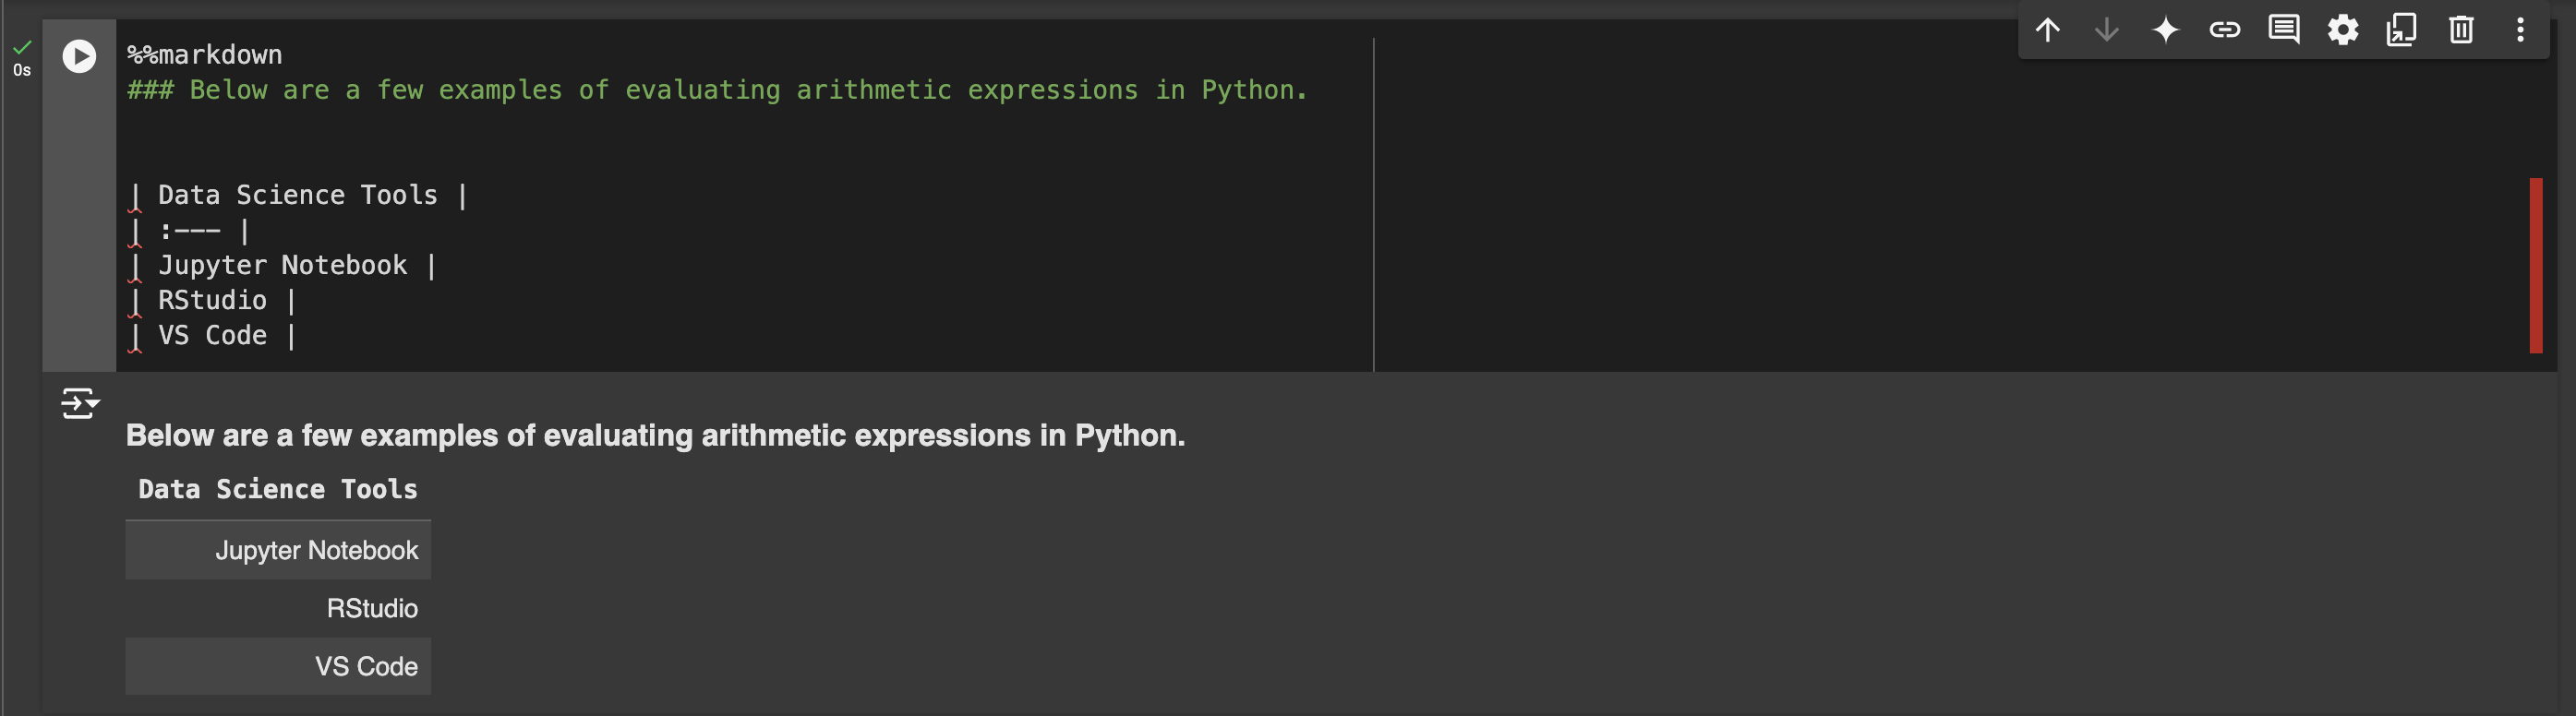 %%markdown
### Below are a few examples of evaluating arithmetic expressions in Python.
| Data Science Tools |
| :--- |
| Jupyter Notebook |
| RStudio |
| VS Code |
0s
Below are a few examples of evaluating arithmetic expressions in Python.
Data Science Tools
Jupyter Notebook
RStudio
VS Code